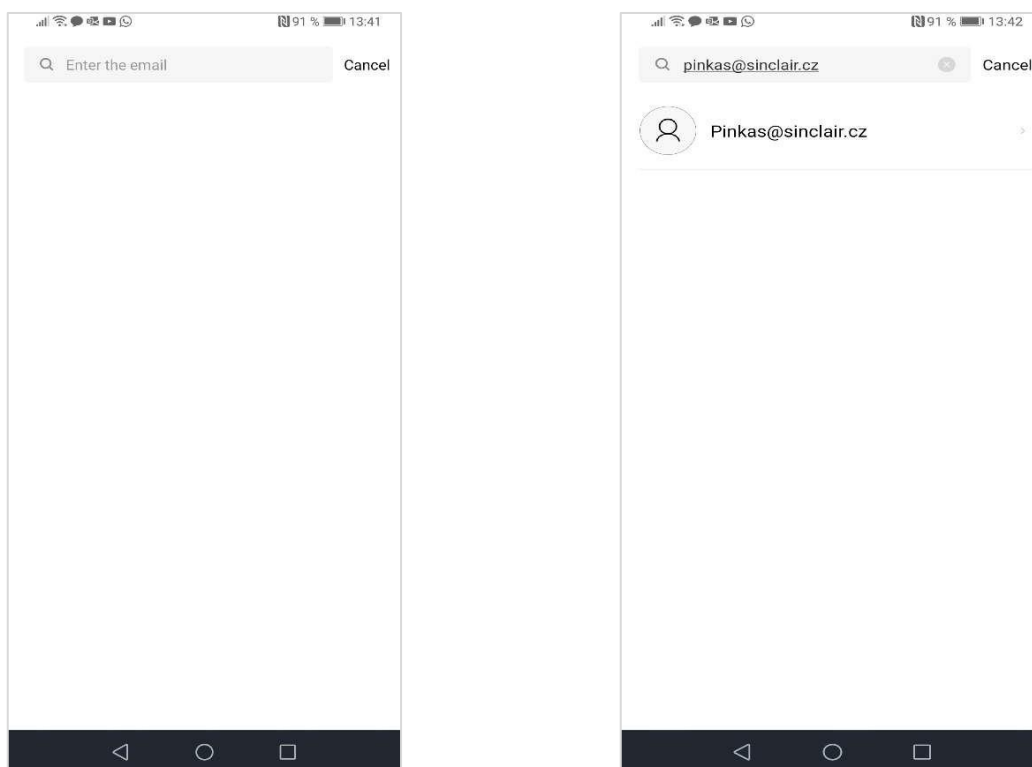 91 % 13:41
Enter the email
Cancel
91 % 13:42
pinkas@sinclair.cz
Cancel
Pinkas@sinclair.cz